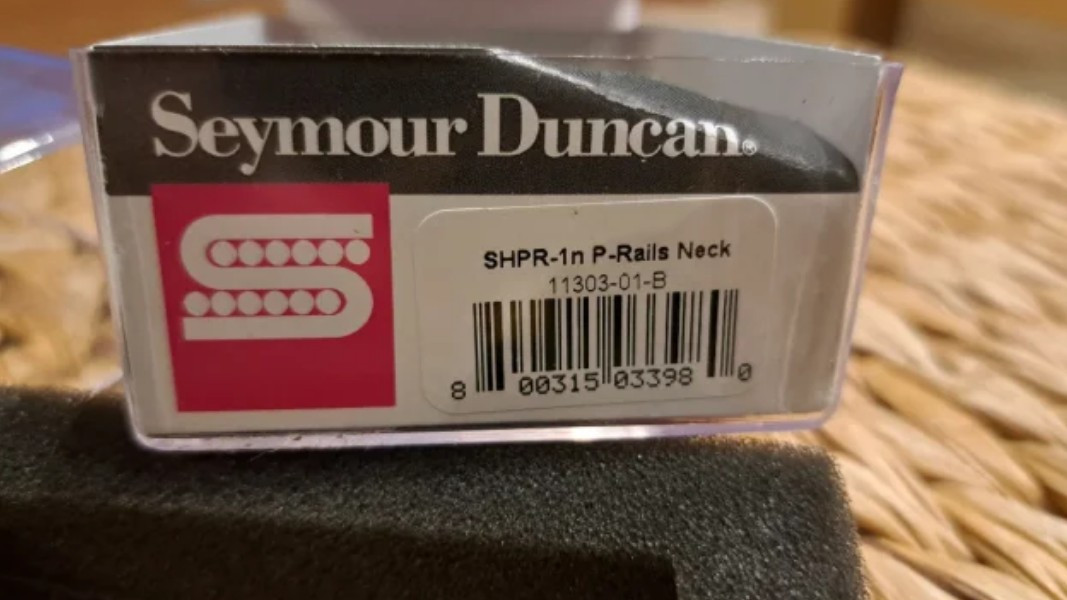 Seymour Duncan®
SHPR-1n P-Rails Neck
11303-01-B
8 00315 03398 0